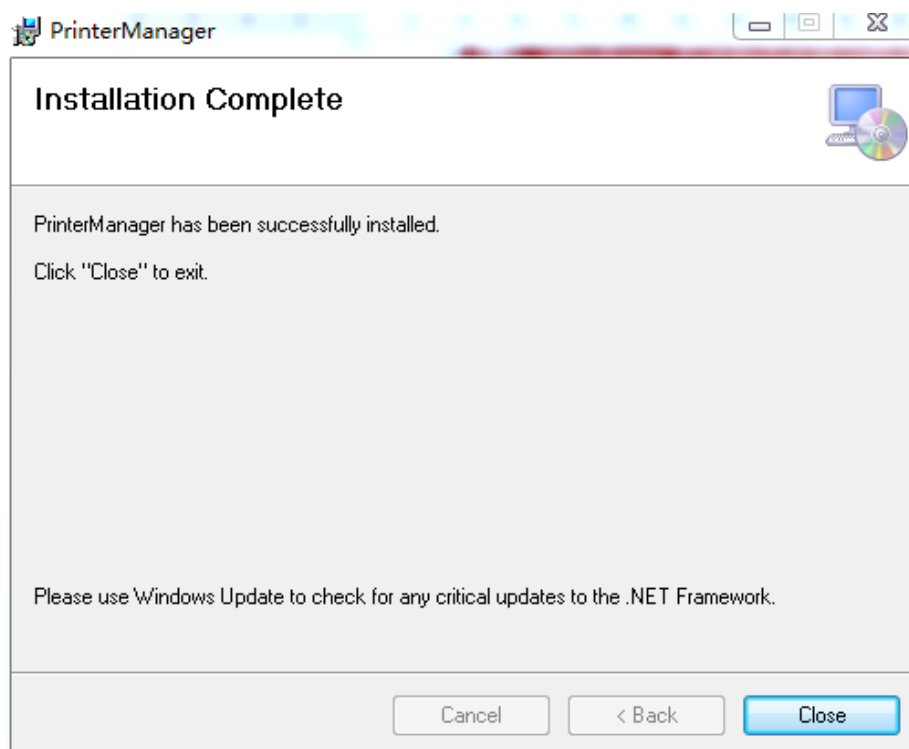 PrinterManager
Installation Complete
PrinterManager has been successfully installed.
Click "Close" to exit.
Please use Windows Update to check for any critical updates to the .NET Framework.
Cancel
< Back
Close